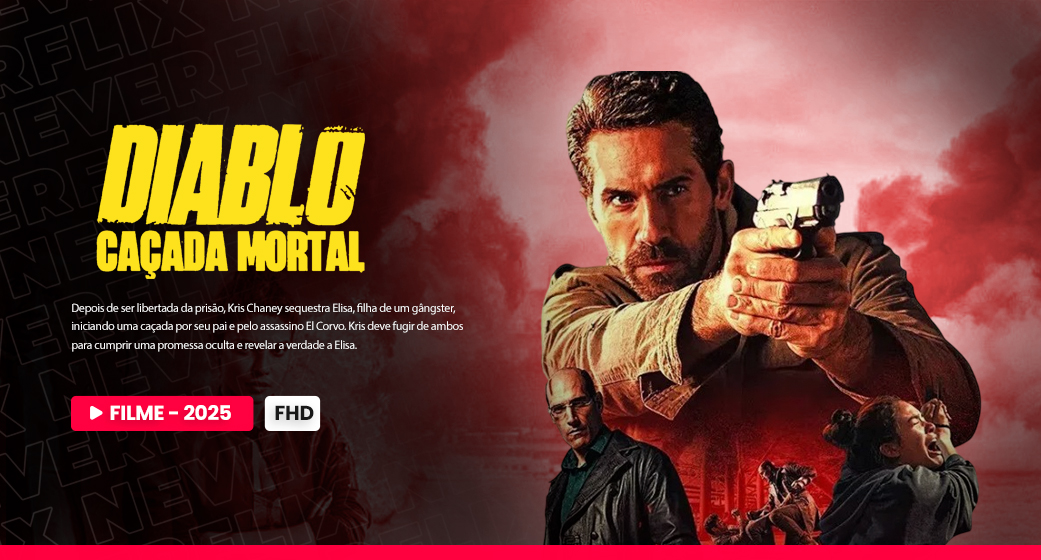 DIABLO
CAÇADA MORTAL
Depois de ser libertada da prisão, Kris Chaney sequestra Elisa, filha de um gângster,
iniciando uma caçada por seu pai e pelo assassino El Corvo. Kris deve fugir de ambos
para cumprir uma promessa oculta e revelar a verdade a Elisa.
FILME - 2025
FHD